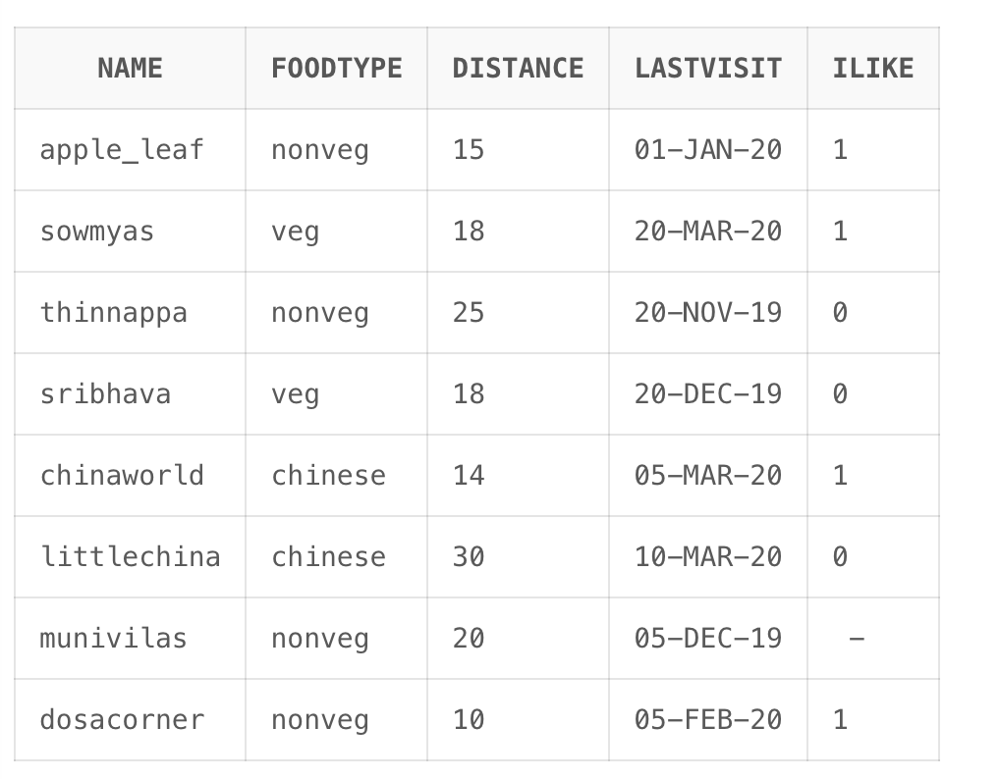 NAME FOODTYPE DISTANCE LASTVISIT ILIKE
apple_leaf nonveg 15 01-JAN-20 1
sowmyas veg 18 20-MAR-20 1
thinnappa nonveg 25 20-NOV-19 0
sribhava veg 18 20-DEC-19 0
chinaworld chinese 14 05-MAR-20 1
littlechina chinese 30 10-MAR-20 0
munivilas nonveg 20 05-DEC-19 -
dosacorner nonveg 10 05-FEB-20 1